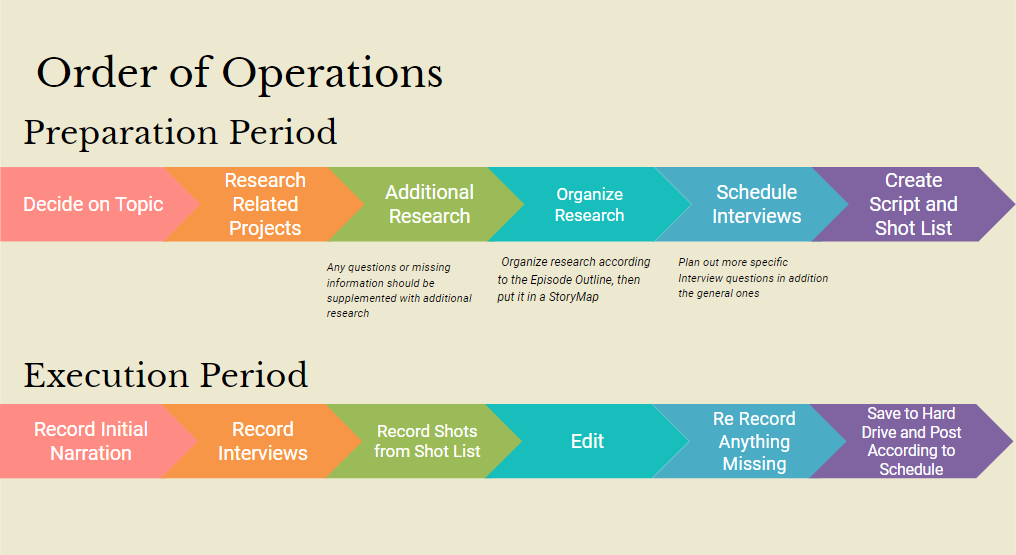 Order of Operations
Preparation Period
Decide on Topic
Research
Related
Projects
Additional
Research
Organize
Research
Schedule
Interviews
Create
Script and
Shot List
Any questions or missing
information should be
supplemented with additional
research
Organize research according
to the Episode Outline, then
put it in a StoryMap
Plan out more specific
Interview questions in addition
the general ones
Execution Period
Record Initial
Narration
Record
Interviews
Record Shots
from Shot List
Edit
Re Record
Anything
Missing
Save to Hard
Drive and Post
According to
Schedule